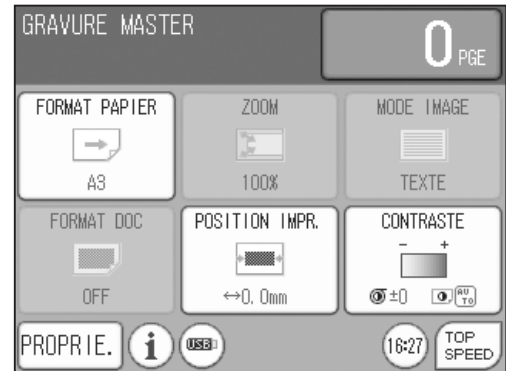 GRAVURE MASTER
0 PGE
FORMAT PAPIER
A3
ZOOM
100%
MODE IMAGE
TEXTE
FORMAT DOC
OFF
POSITION IMPR.
↔0.0mm
CONTRASTE
- +
±0 AUTO
PROPRIE. i USB 16:27 TOP SPEED